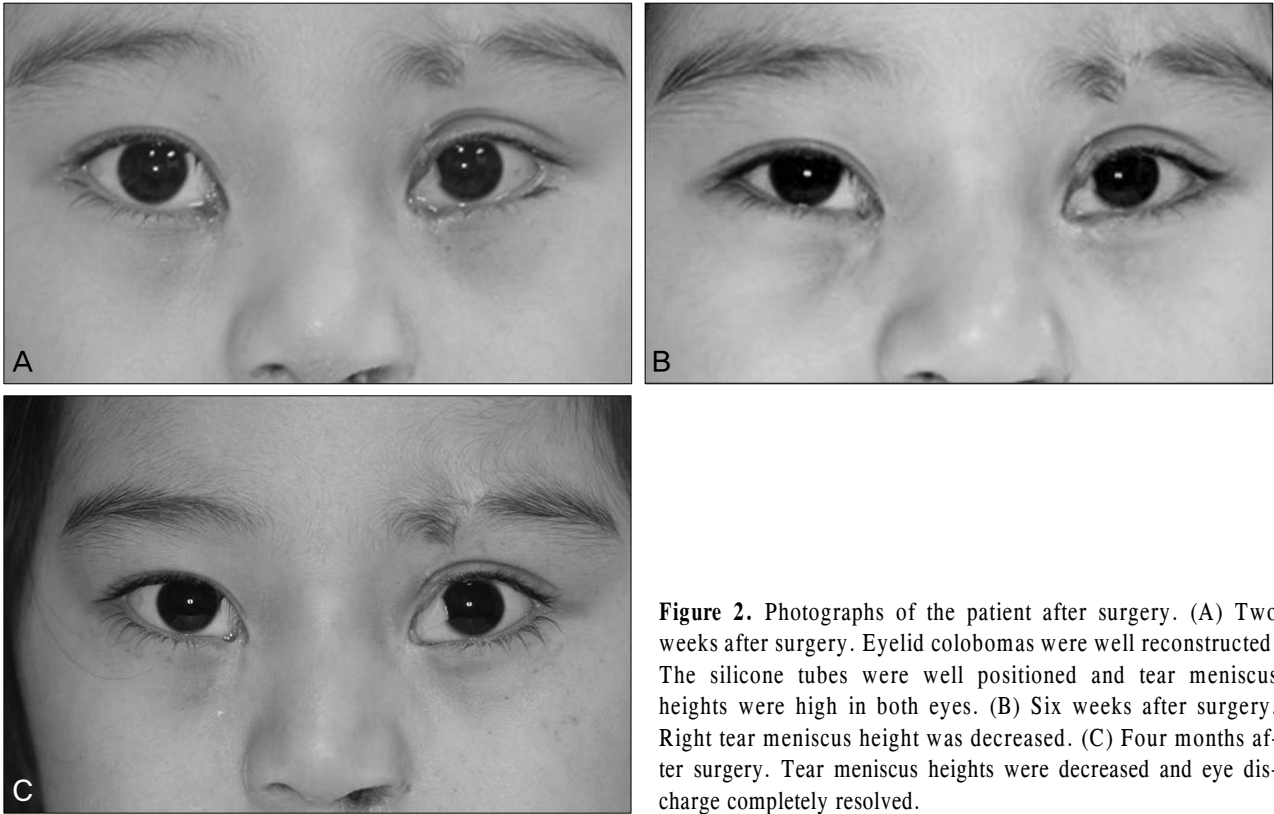 A
B
C
Figure 2. Photographs of the patient after surgery. (A) Two
weeks after surgery. Eyelid colobomas were well reconstructed
The silicone tubes were well positioned and tear meniscus
heights were high in both eyes. (B) Six weeks after surgery.
Right tear meniscus height was decreased. (C) Four months af-
ter surgery. Tear meniscus heights were decreased and eye dis-
charge completely resolved.